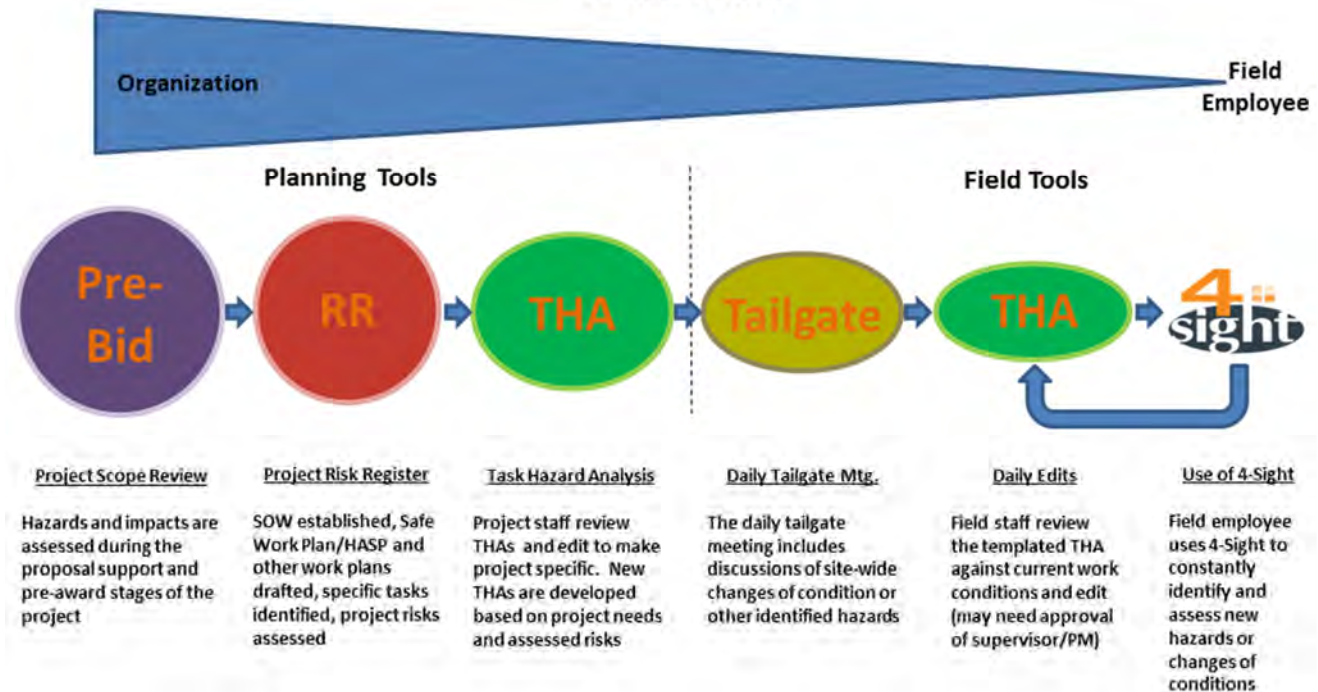 Organization
Field
Employee
Planning Tools
Field Tools
Pre-
Bid
RR
THA
Tailgate
THA
4
sight
Project Scope Review
Hazards and impacts are
assessed during the
proposal support and
pre-award stages of the
project
Project Risk Register
SOW established, Safe
Work Plan/HASP and
other work plans
drafted, specific tasks
identified, project risks
assessed
Task Hazard Analysis
Project staff review
THAs and edit to make
project specific. New
THAs are developed
based on project needs
and assessed risks
Daily Tailgate Mtg.
The daily tailgate
meeting includes
discussions of site-wide
changes of condition or
other identified hazards
Daily Edits
Field staff review
the templated THA
against current work
conditions and edit
(may need approval
of supervisor/PM)
Use of 4-Sight
Field employee
uses 4-Sight to
constantly
identify and
assess new
hazards or
changes of
conditions